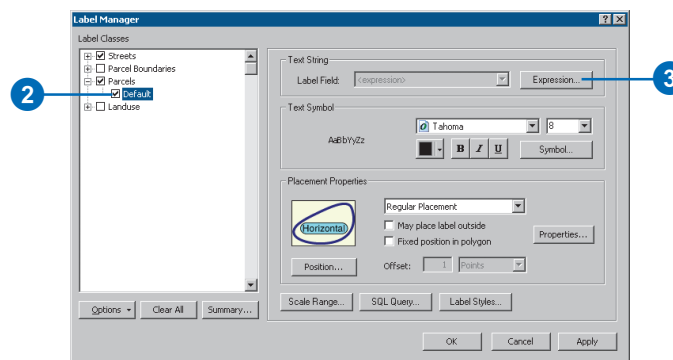 Label Manager
Label Classes
Streets
Parcel Boundaries
Parcels
Default
Landuse
2
Options
Clear All
Summary...
Text String
Label Field:
<expression>
Expression...
3
Text Symbol
AaBbYyZz
Tahoma
8
B I U
Symbol...
Placement Properties
Horizontal
Regular Placement
May place label outside
Fixed position in polygon
Properties...
Position...
Offset: 1 Points
Scale Range...
SQL Query...
Label Styles...
OK
Cancel
Apply